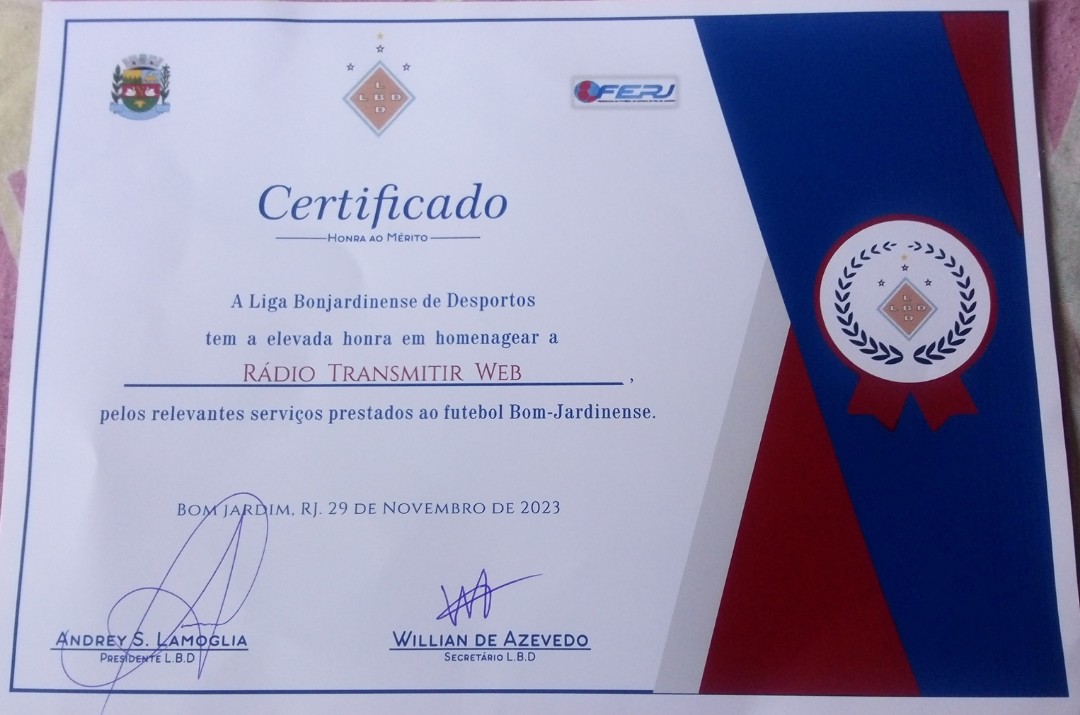 L
L B D
D
FERJ
Certificado
Honra ao Mérito
A Liga Bonjardinense de Desportos
tem a elevada honra em homenagear a
Rádio Transmitir Web ,
pelos relevantes serviços prestados ao futebol Bom-Jardinense.
Bom jardim, RJ. 29 de Novembro de 2023
Andrey S. Lamoglia
Presidente L.B.D
Willian de Azevedo
Secretário L.B.D
L
L B D
D